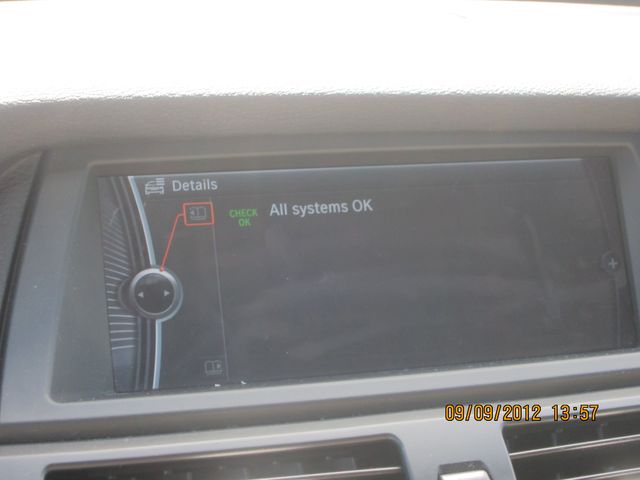 Details
CHECK
OK
All systems OK
09/09/2012 13:57